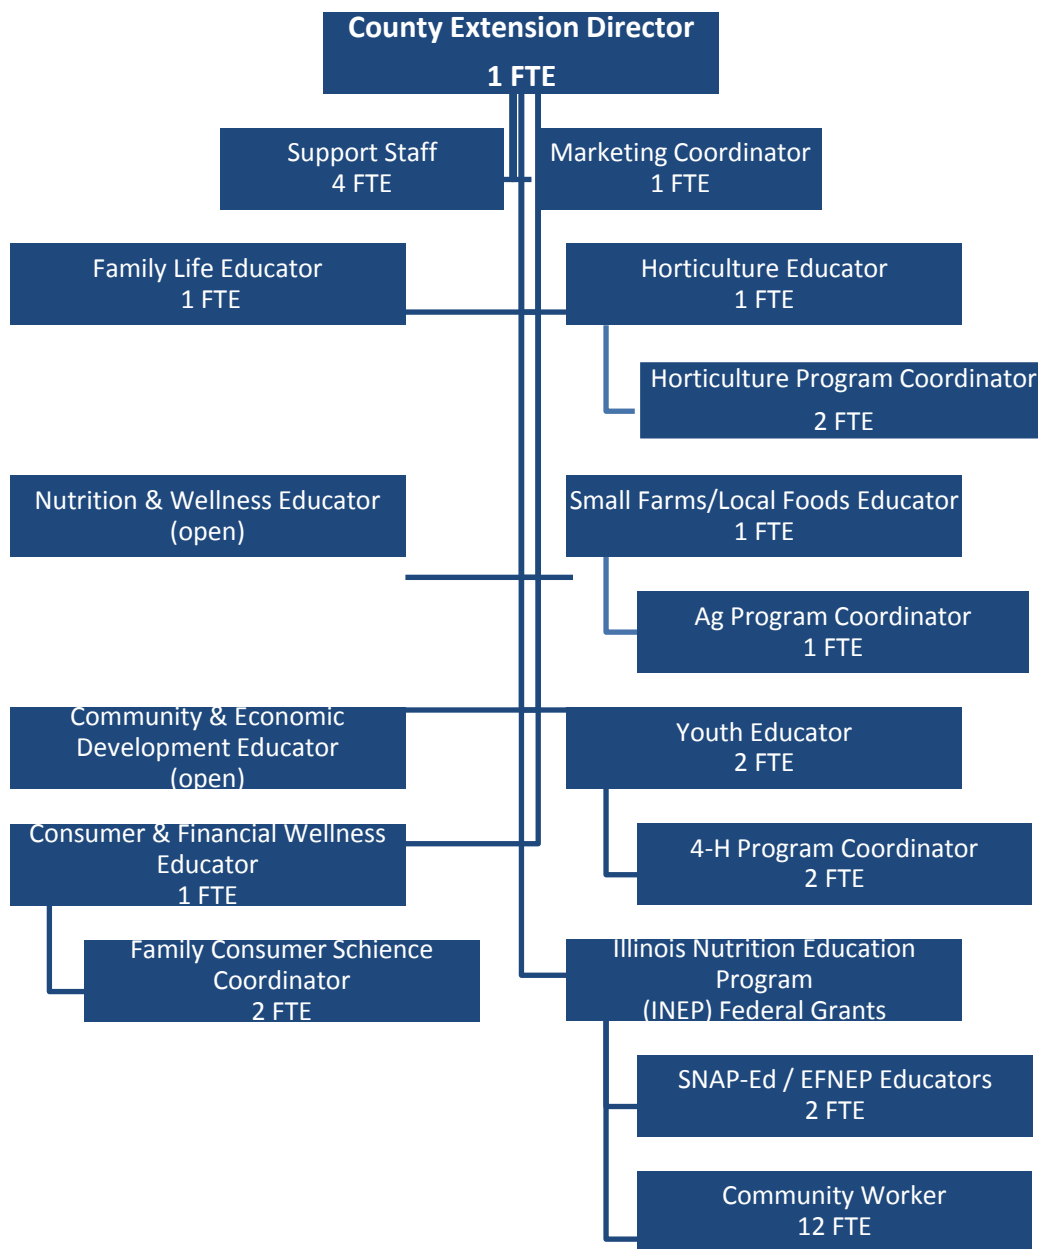 County Extension Director
1 FTE
Support Staff
4 FTE
Marketing Coordinator
1 FTE
Family Life Educator
1 FTE
Horticulture Educator
1 FTE
Horticulture Program Coordinator
2 FTE
Nutrition & Wellness Educator
(open)
Small Farms/Local Foods Educator
1 FTE
Ag Program Coordinator
1 FTE
Community & Economic
Development Educator
(open)
Youth Educator
2 FTE
Consumer & Financial Wellness
Educator
1 FTE
4-H Program Coordinator
2 FTE
Family Consumer Schience
Coordinator
2 FTE
Illinois Nutrition Education
Program
(INEP) Federal Grants
SNAP-Ed / EFNEP Educators
2 FTE
Community Worker
12 FTE